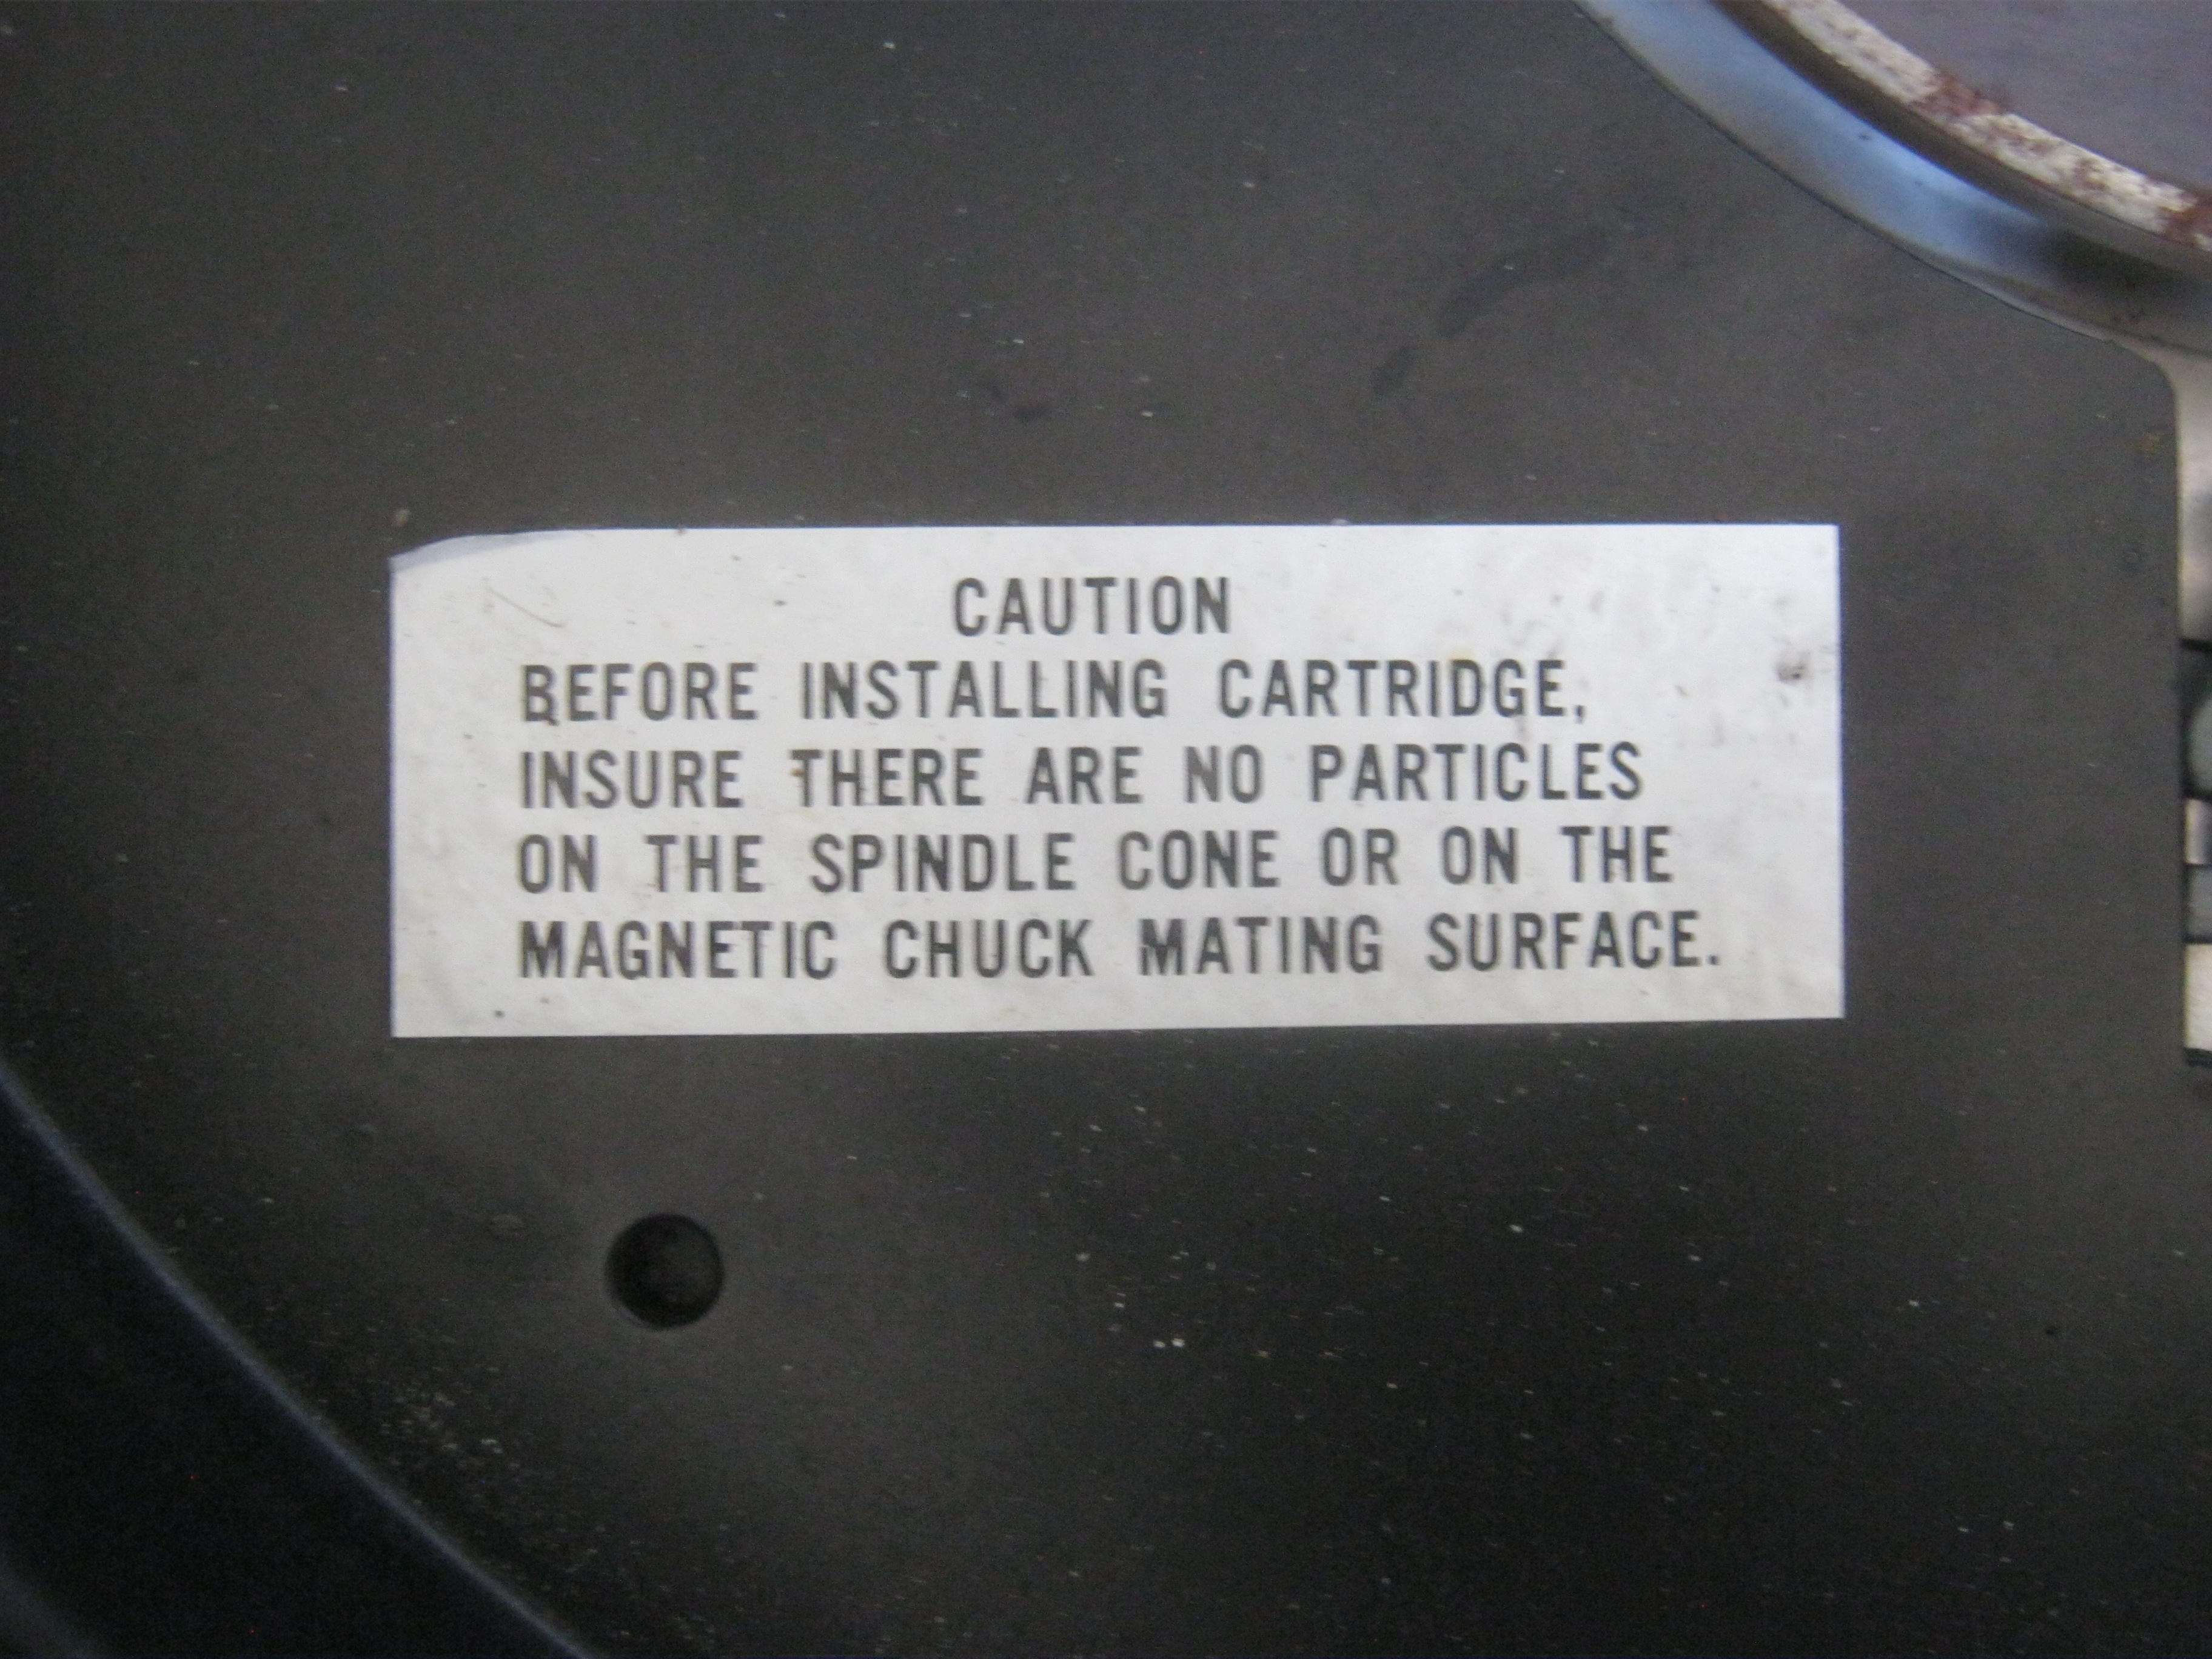 CAUTION
BEFORE INSTALLING CARTRIDGE,
INSURE THERE ARE NO PARTICLES
ON THE SPINDLE CONE OR ON THE
MAGNETIC CHUCK MATING SURFACE.